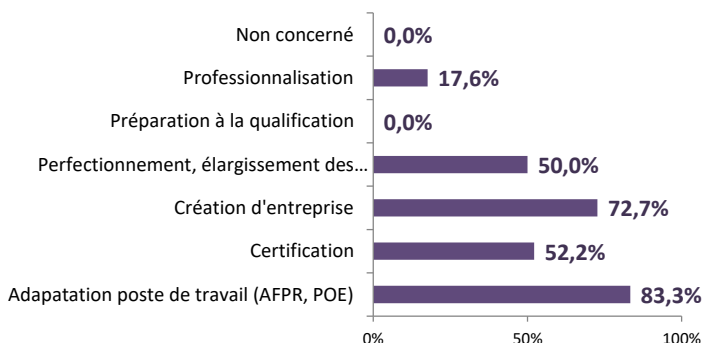 Non concerné 0,0%
Professionnalisation 17,6%
Préparation à la qualification 0,0%
Perfectionnement, élargissement des… 50,0%
Création d'entreprise 72,7%
Certification 52,2%
Adapatation poste de travail (AFPR, POE) 83,3%
0% 50% 100%